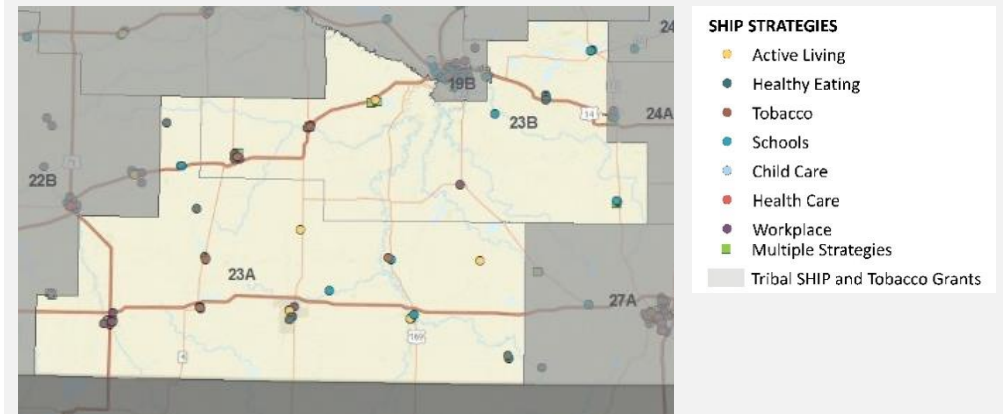 24
19B
23B
14
24A
22B
23A
27A
169
4
SHIP STRATEGIES
Active Living
Healthy Eating
Tobacco
Schools
Child Care
Health Care
Workplace
Multiple Strategies
Tribal SHIP and Tobacco Grants